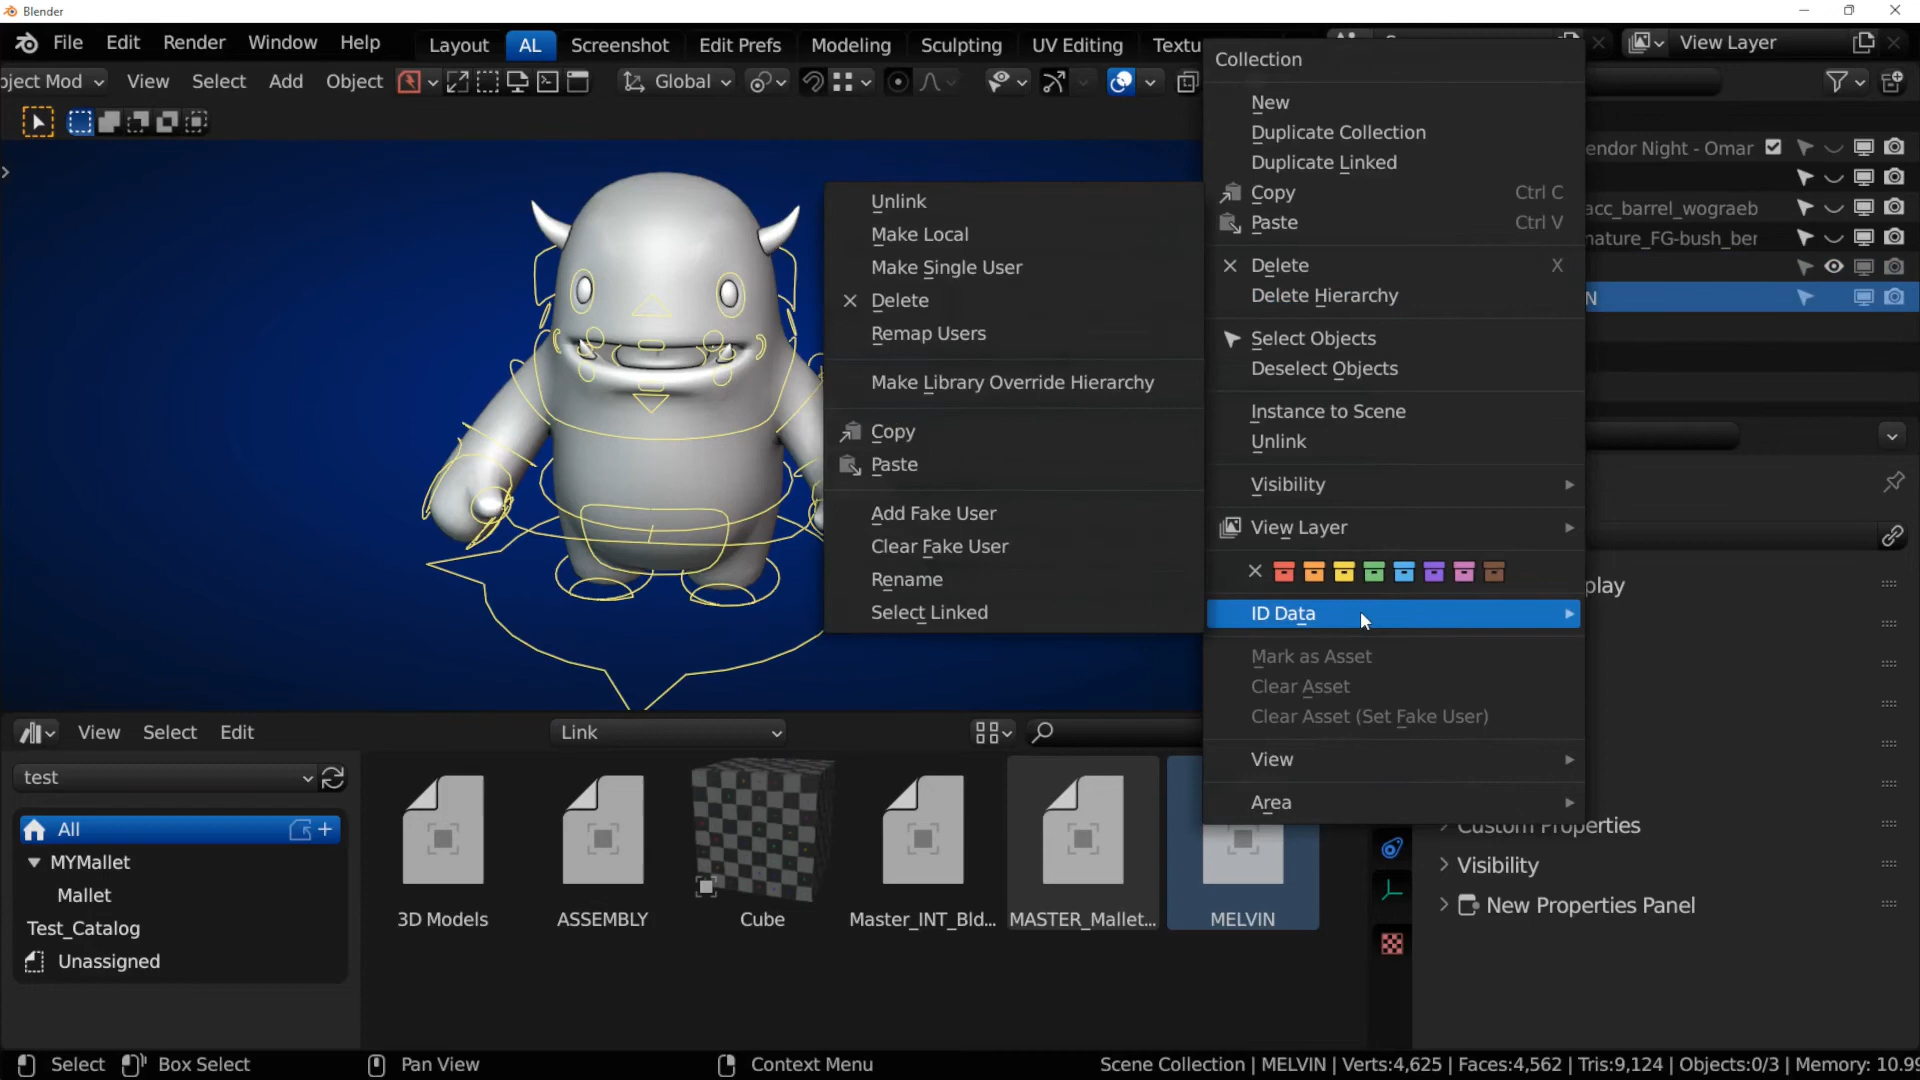 Blender
File Edit Render Window Help Layout AL Screenshot Edit Prefs Modeling Sculpting UV Editing Textu View Layer
bject Mod View Select Add Object Global
Collection
New
Duplicate Collection
Duplicate Linked
Copy Ctrl C
Paste Ctrl V
Delete X
Delete Hierarchy
Select Objects
Deselect Objects
Instance to Scene
Unlink
Visibility
View Layer
ID Data
Mark as Asset
Clear Asset
Clear Asset (Set Fake User)
View
Area
Unlink
Make Local
Make Single User
Delete
Remap Users
Make Library Override Hierarchy
Copy
Paste
Add Fake User
Clear Fake User
Rename
Select Linked
endor Night - Omar
acc_barrel_wograeb
nature_FG-bush_ber
N
play
Custom Properties
Visibility
New Properties Panel
View Select Edit Link
test
All
MYMallet
Mallet
Test_Catalog
Unassigned
3D Models
ASSEMBLY
Cube
Master_INT_Bld...
MASTER_Mallet...
MELVIN
Select Box Select Pan View Context Menu Scene Collection | MELVIN | Verts:4,625 | Faces:4,562 | Tris:9,124 | Objects:0/3 | Memory: 10.99